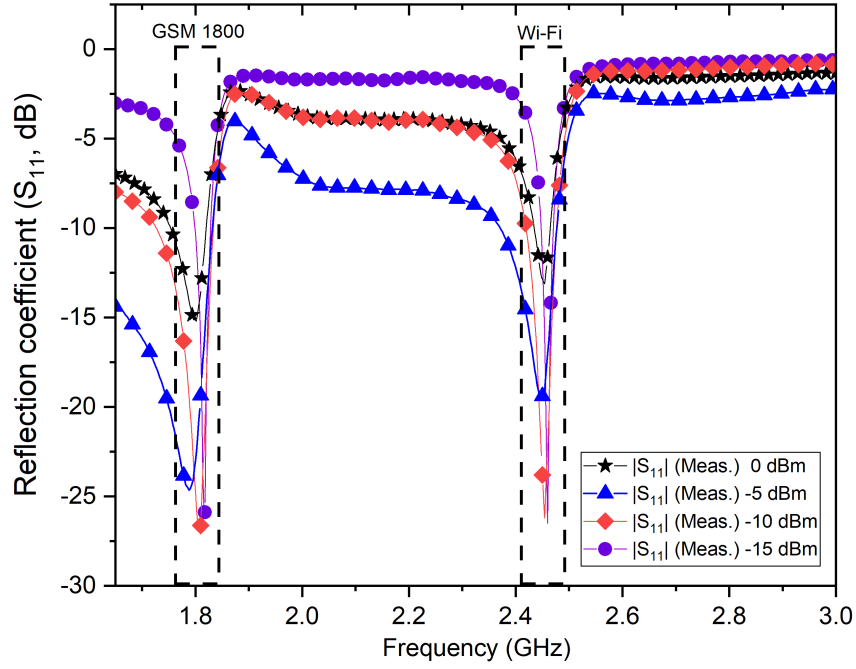 GSM 1800
Wi-Fi
0
-5
-10
-15
-20
-25
-30
Reflection coefficient (S₁₁, dB)
|S₁₁| (Meas.) 0 dBm
|S₁₁| (Meas.) -5 dBm
|S₁₁| (Meas.) -10 dBm
|S₁₁| (Meas.) -15 dBm
1.8 2.0 2.2 2.4 2.6 2.8 3.0
Frequency (GHz)